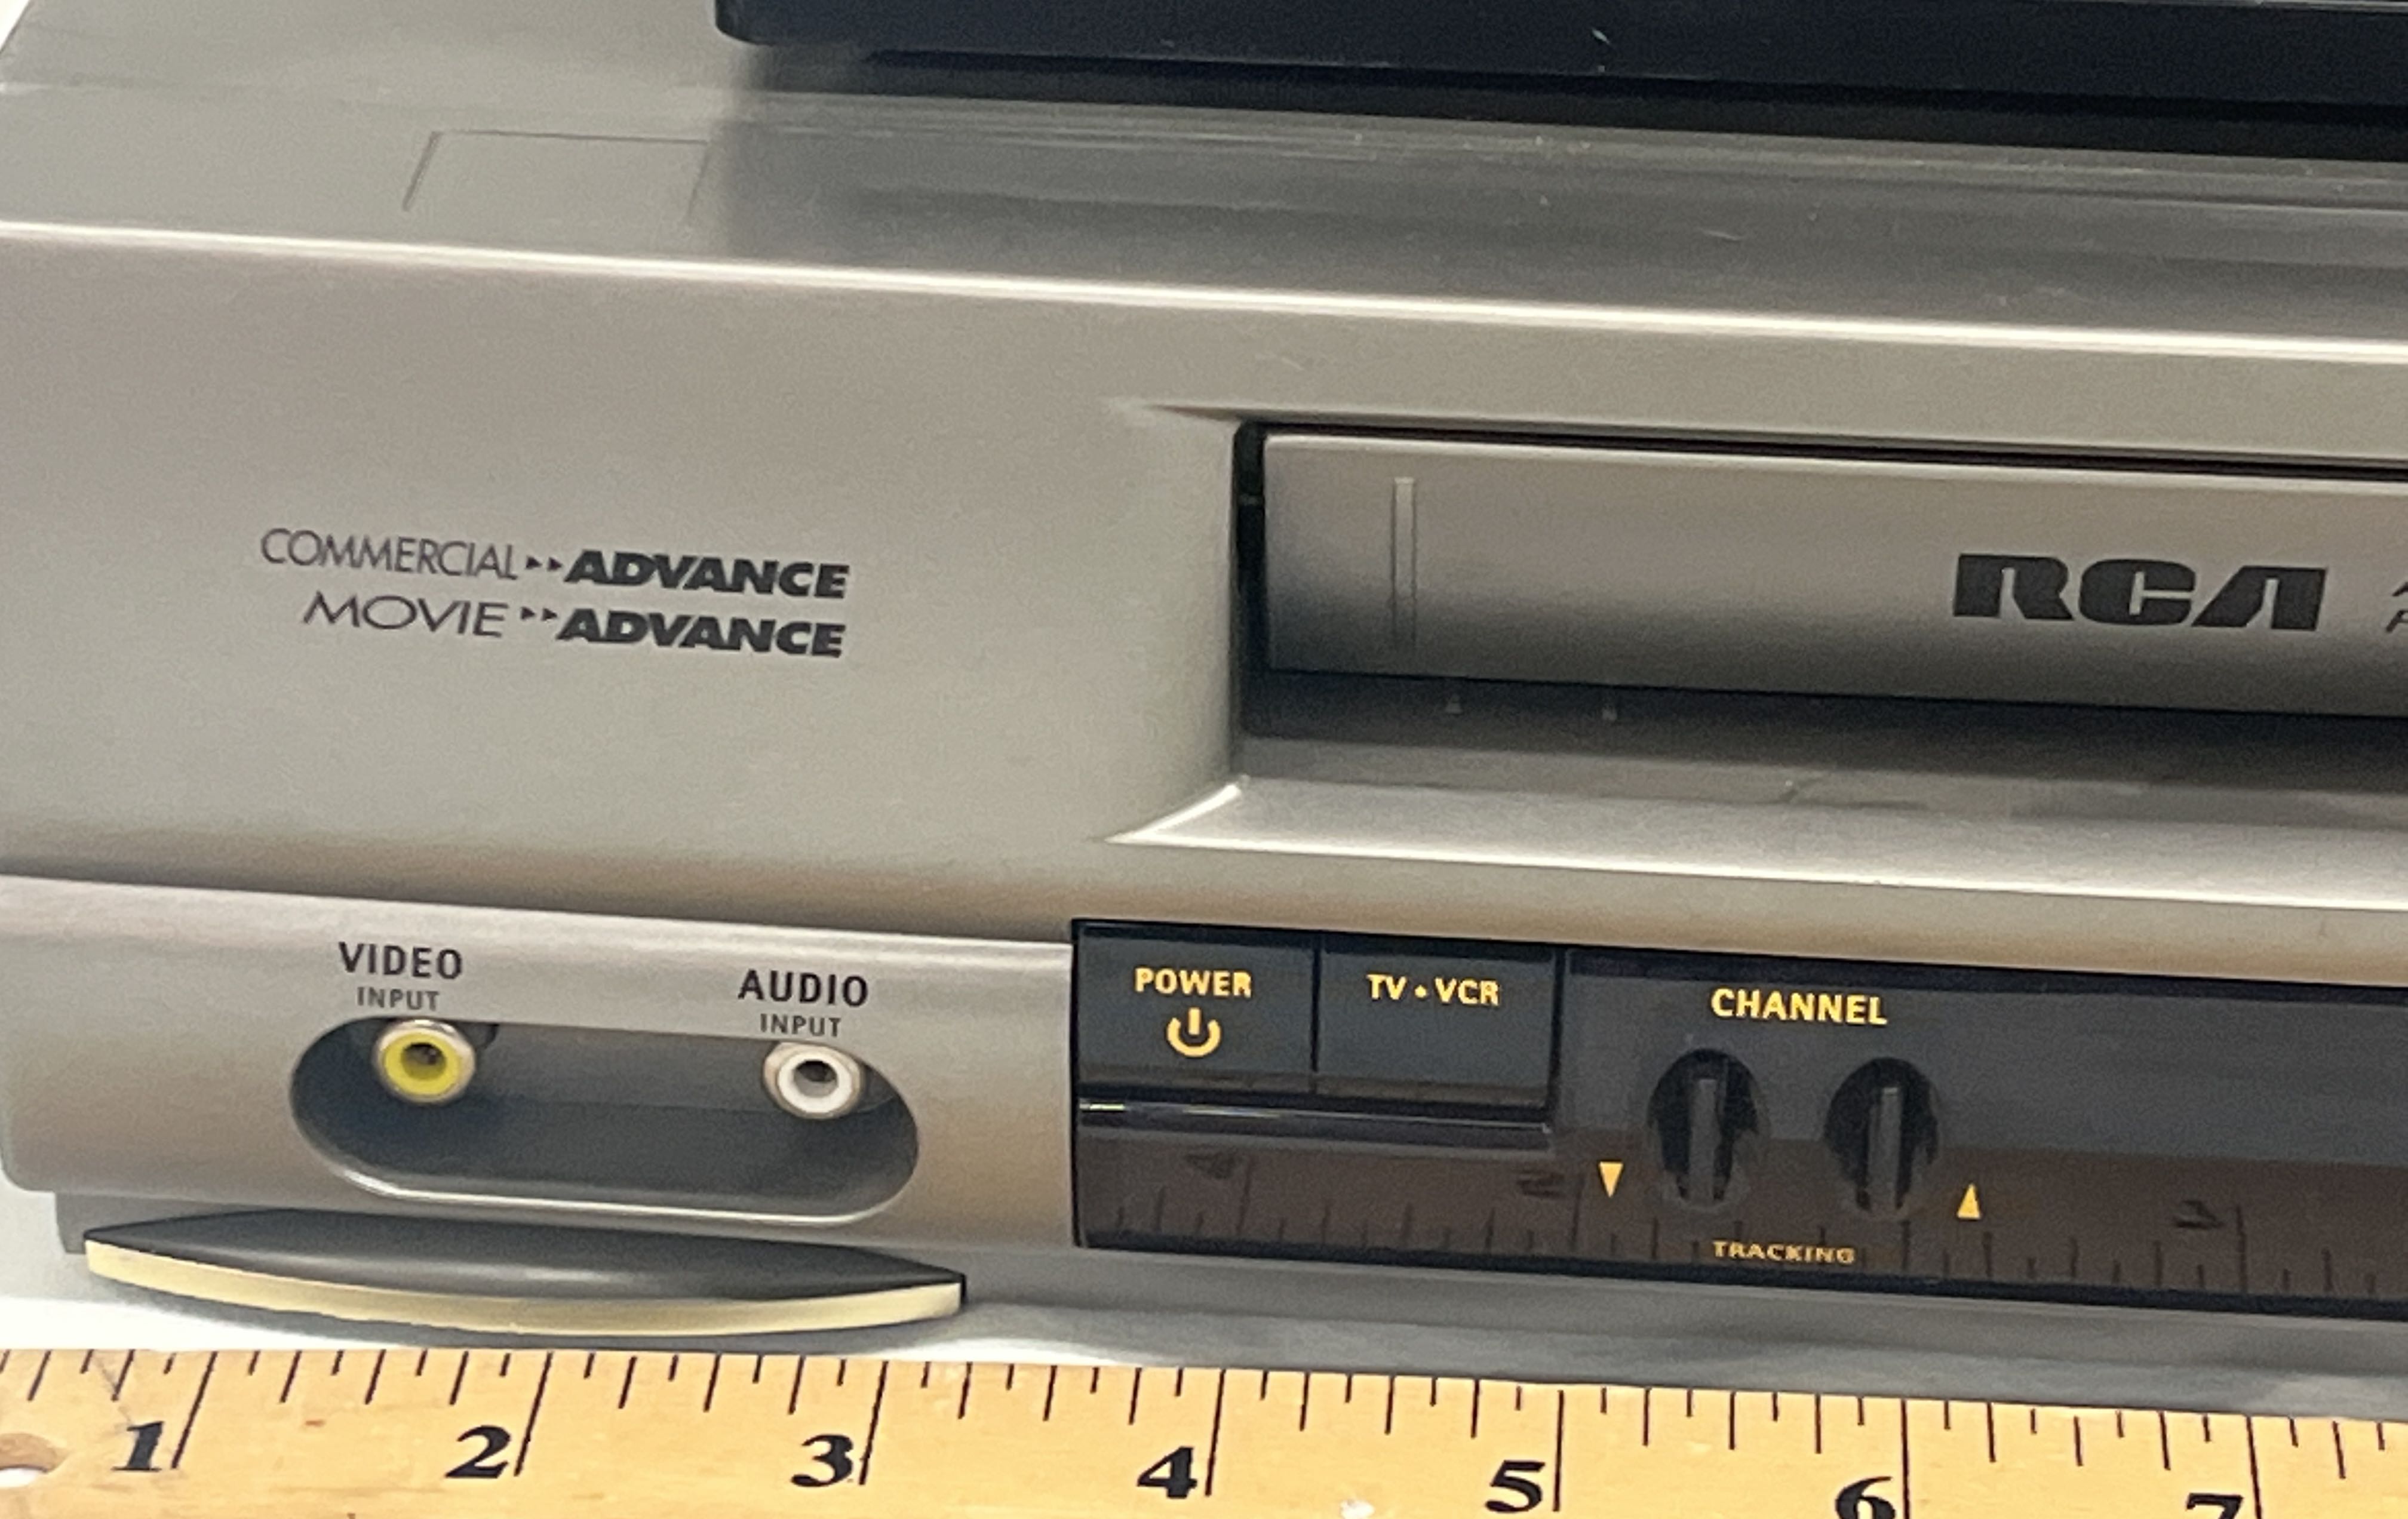 COMMERCIAL▸▸ADVANCE
MOVIE▸▸ADVANCE
RCA
VIDEO
INPUT
AUDIO
INPUT
POWER
TV • VCR
CHANNEL
▼ ▲
TRACKING
1 2 3 4 5 6 7